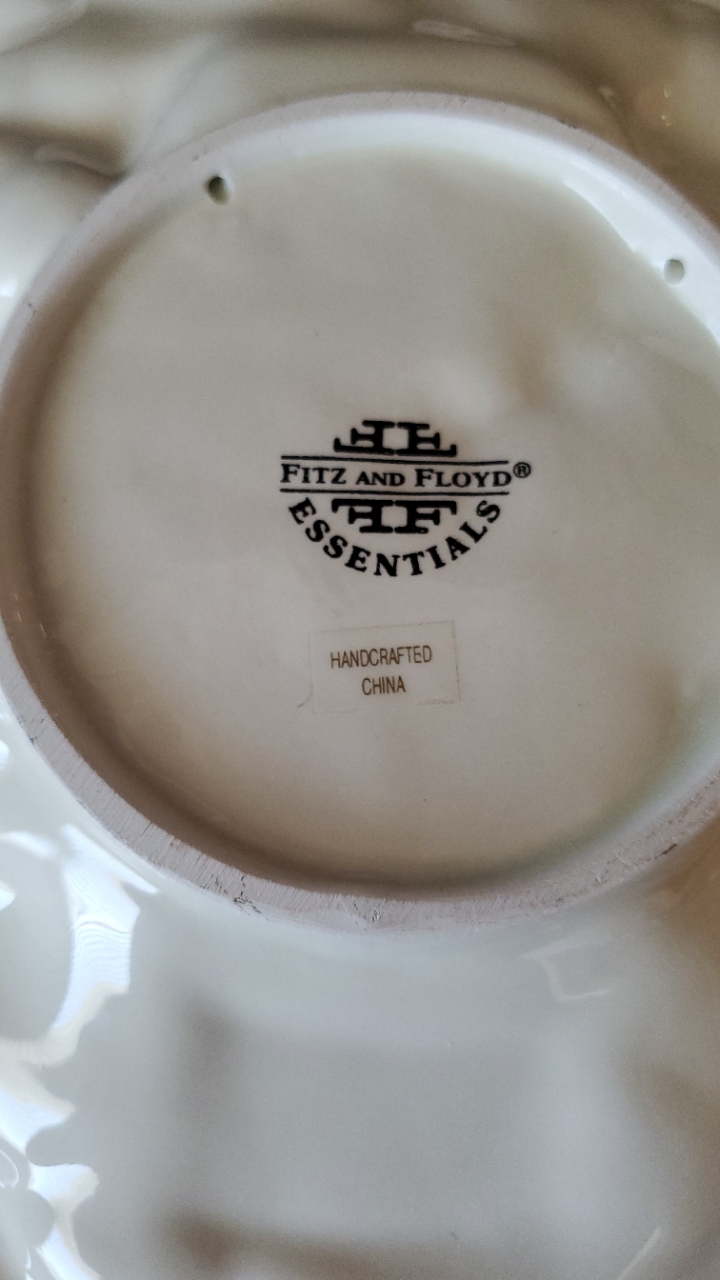 FITZ AND FLOYD®
ESSENTIALS
HANDCRAFTED
CHINA